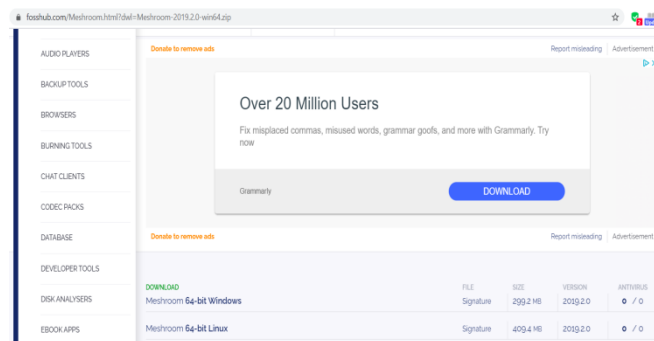 fosshub.com/Meshroom.html?dwl=Meshroom-2019.2.0-win64.zip
AUDIO PLAYERS
BACKUP TOOLS
BROWSERS
BURNING TOOLS
CHAT CLIENTS
CODEC PACKS
DATABASE
DEVELOPER TOOLS
DISK ANALYSERS
EBOOK APPS
Donate to remove ads
Report misleading Advertisement
Over 20 Million Users
Fix misplaced commas, misused words, grammar goofs, and more with Grammarly. Try
now
Grammarly DOWNLOAD
Donate to remove ads
Report misleading Advertisement
DOWNLOAD FILE SIZE VERSION ANTIVIRUS
Meshroom 64-bit Windows Signature 299.2 MB 2019.2.0 0 / 0
Meshroom 64-bit Linux Signature 409.4 MB 2019.2.0 0 / 0